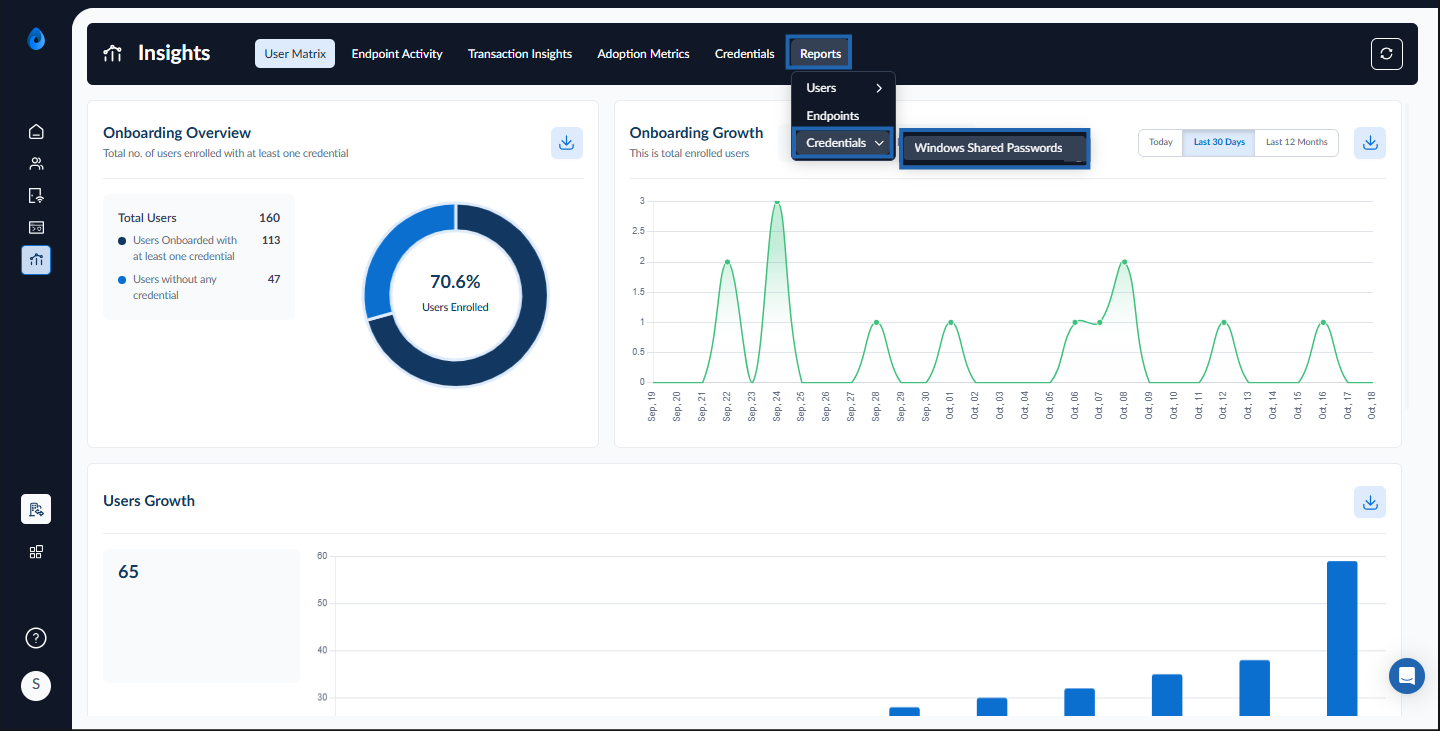 Insights
User Matrix
Endpoint Activity
Transaction Insights
Adoption Metrics
Credentials
Reports
Users
Endpoints
Credentials
Windows Shared Passwords
Onboarding Overview
Total no. of users enrolled with at least one credential
Total Users 160
Users Onboarded with 113
at least one credential
Users without any 47
credential
70.6%
Users Enrolled
Onboarding Growth
This is total enrolled users
Today
Last 30 Days
Last 12 Months
3
2.5
2
1.5
1
0.5
0
Sep, 19
Sep, 20
Sep, 21
Sep, 22
Sep, 23
Sep, 24
Sep, 25
Sep, 26
Sep, 27
Sep, 28
Sep, 29
Sep, 30
Oct, 01
Oct, 02
Oct, 03
Oct, 04
Oct, 05
Oct, 06
Oct, 07
Oct, 08
Oct, 09
Oct, 10
Oct, 11
Oct, 12
Oct, 13
Oct, 14
Oct, 15
Oct, 16
Oct, 17
Oct, 18
Users Growth
65
60
50
40
30
?
S